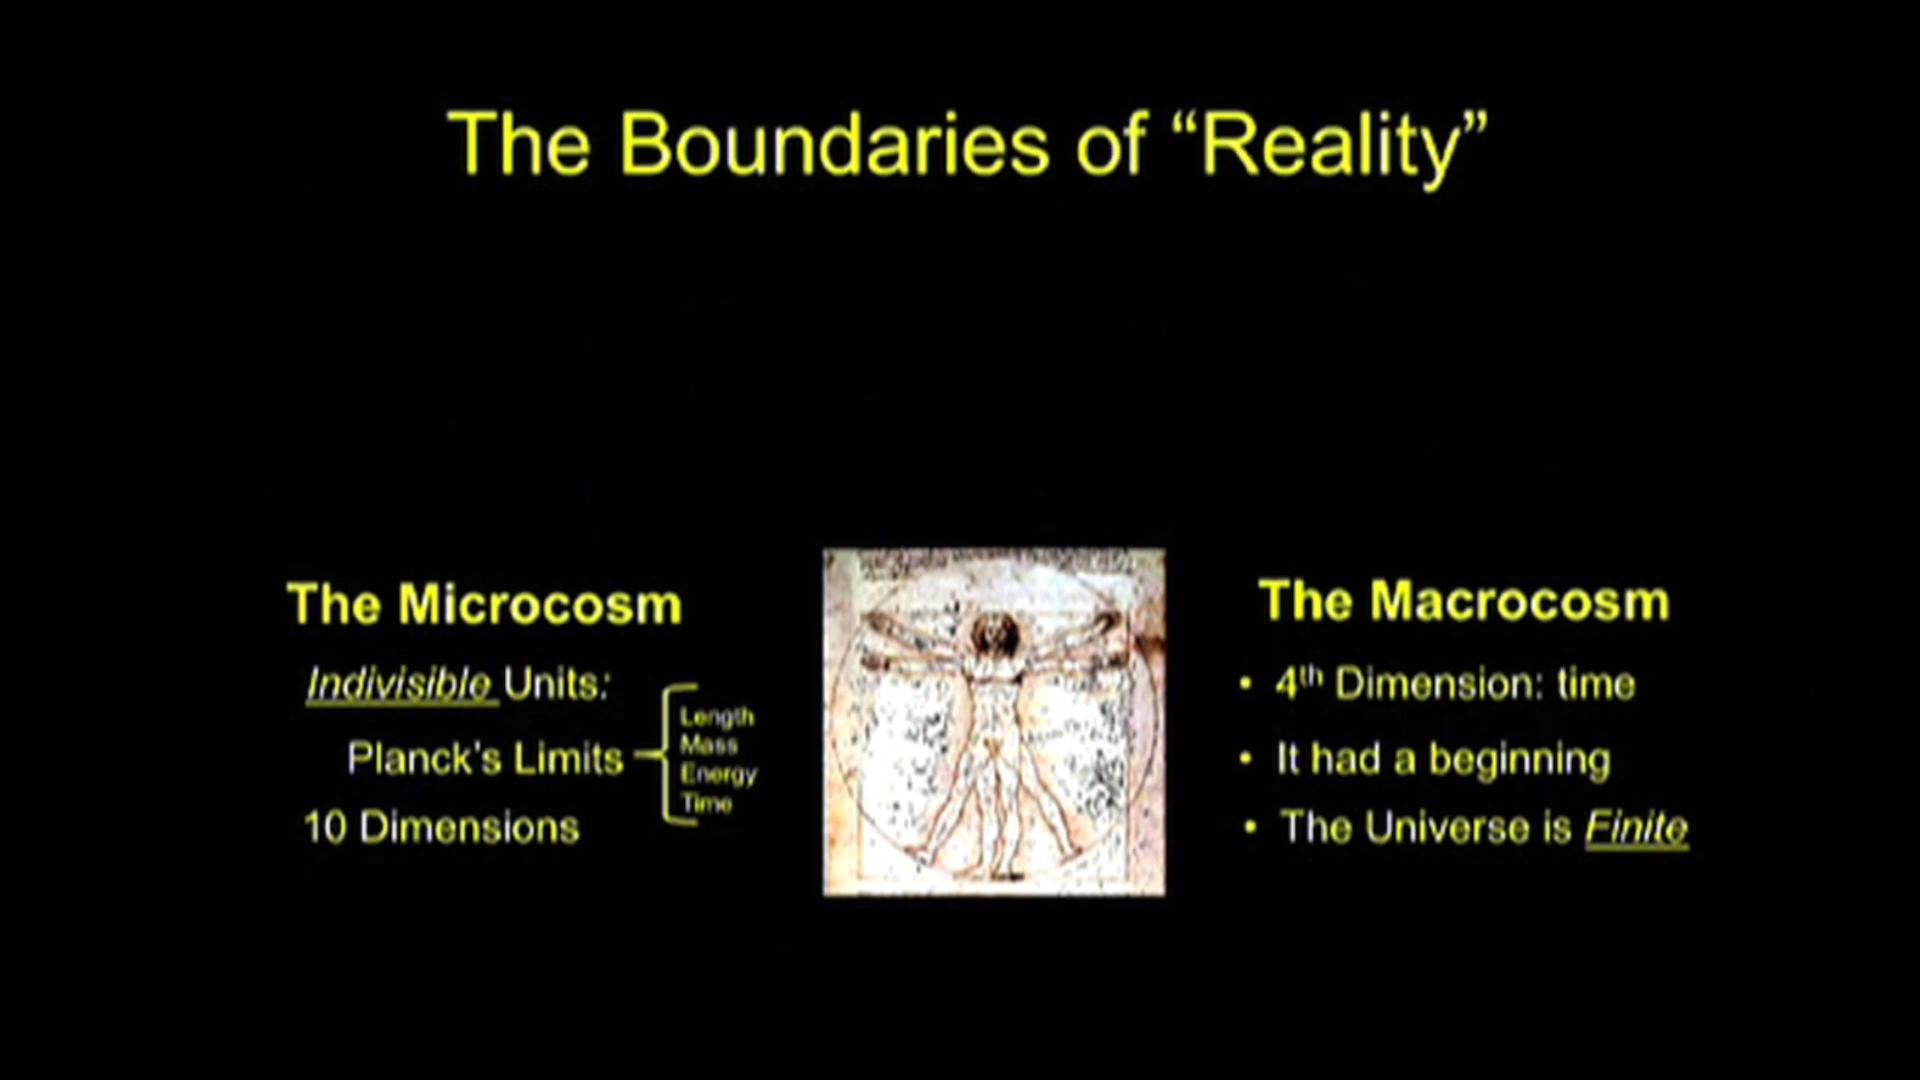 The Boundaries of “Reality”
The Microcosm
Indivisible Units:
Planck's Limits
Length
Mass
Energy
Time
10 Dimensions
The Macrocosm
• 4th Dimension: time
• It had a beginning
• The Universe is Finite